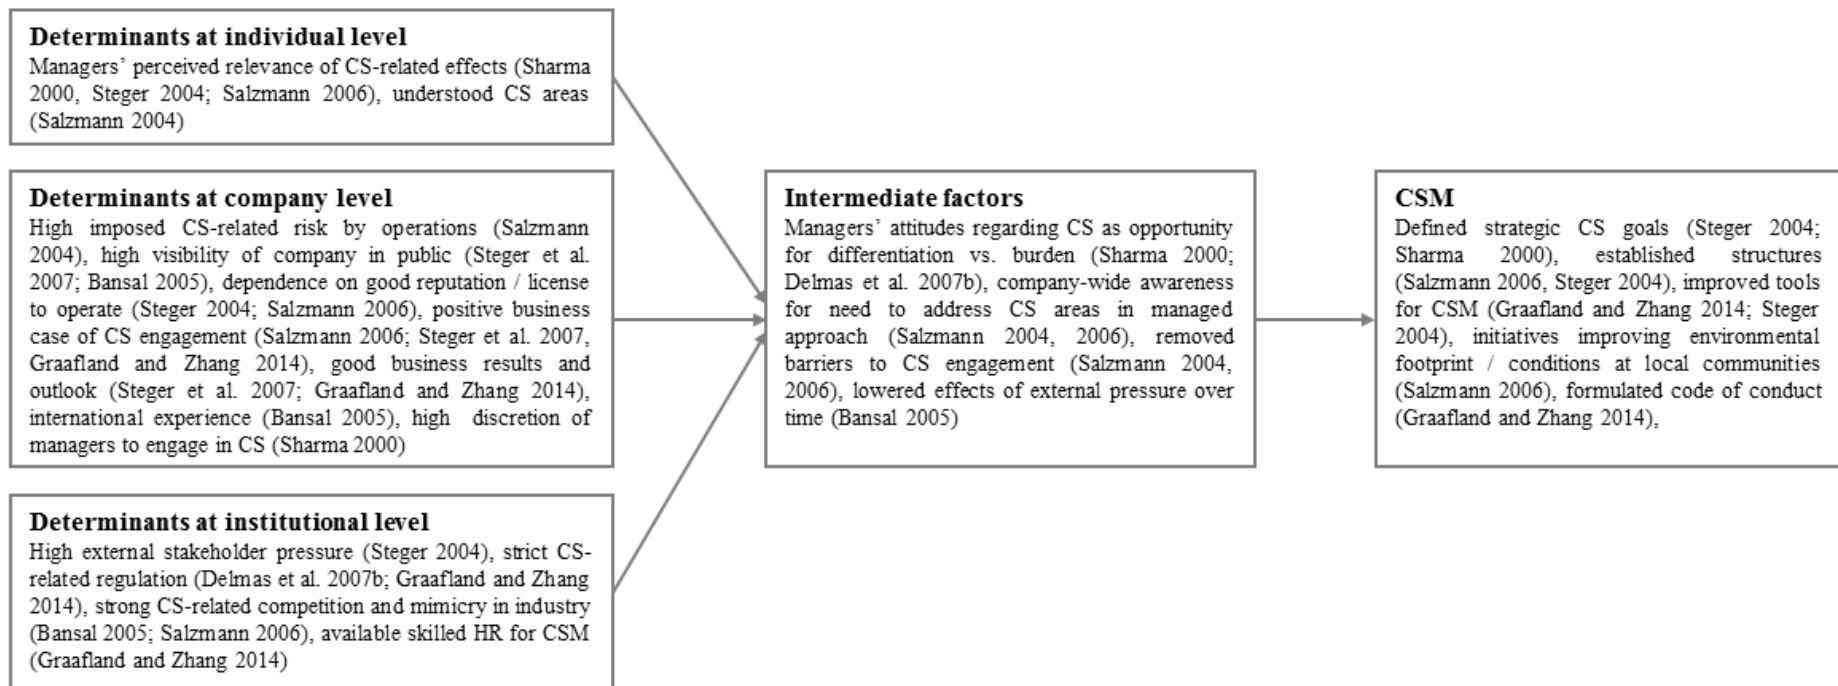 Determinants at individual level
Managers’ perceived relevance of CS-related effects (Sharma
2000, Steger 2004; Salzmann 2006), understood CS areas
(Salzmann 2004)
Determinants at company level
High imposed CS-related risk by operations (Salzmann
2004), high visibility of company in public (Steger et al.
2007; Bansal 2005), dependence on good reputation / license
to operate (Steger 2004; Salzmann 2006), positive business
case of CS engagement (Salzmann 2006; Steger et al. 2007,
Graafland and Zhang 2014), good business results and
outlook (Steger et al. 2007; Graafland and Zhang 2014),
international experience (Bansal 2005), high discretion of
managers to engage in CS (Sharma 2000)
Determinants at institutional level
High external stakeholder pressure (Steger 2004), strict CS-
related regulation (Delmas et al. 2007b; Graafland and Zhang
2014), strong CS-related competition and mimicry in industry
(Bansal 2005; Salzmann 2006), available skilled HR for CSM
(Graafland and Zhang 2014)
Intermediate factors
Managers’ attitudes regarding CS as opportunity
for differentiation vs. burden (Sharma 2000;
Delmas et al. 2007b), company-wide awareness
for need to address CS areas in managed
approach (Salzmann 2004, 2006), removed
barriers to CS engagement (Salzmann 2004,
2006), lowered effects of external pressure over
time (Bansal 2005)
CSM
Defined strategic CS goals (Steger 2004;
Sharma 2000), established structures
(Salzmann 2006, Steger 2004), improved tools
for CSM (Graafland and Zhang 2014; Steger
2004), initiatives improving environmental
footprint / conditions at local communities
(Salzmann 2006), formulated code of conduct
(Graafland and Zhang 2014),